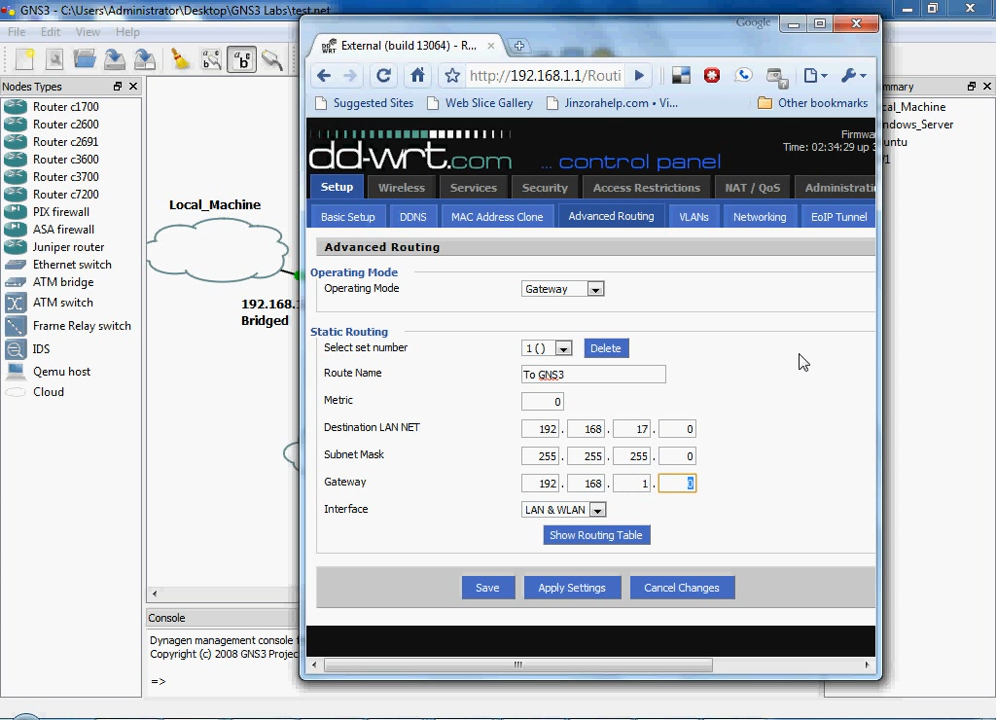 GNS3 - C:\Users\Administrator\Desktop\GNS3 Labs\test.net
Google
File Edit View Help
External (build 13064) - R...
http://192.168.1.1/Routi
Nodes Types
Suggested Sites Web Slice Gallery Jinzorahelp.com • Vi... Other bookmarks
mmary
Router c1700
Router c2600
Router c2691
Router c3600
Router c3700
Router c7200
PIX firewall
ASA firewall
Juniper router
Ethernet switch
ATM bridge
ATM switch
Frame Relay switch
IDS
Qemu host
Cloud
Local_Machine
192.168.1
Bridged
cal_Machine
ndows_Server
untu
Firmwa
Time: 02:34:29 up 3
dd-wrt.com ... control panel
Setup Wireless Services Security Access Restrictions NAT / QoS Administrati
Basic Setup DDNS MAC Address Clone Advanced Routing VLANs Networking EoIP Tunnel
Advanced Routing
Operating Mode
Operating Mode Gateway
Static Routing
Select set number 1 ( ) Delete
Route Name To GNS3
Metric 0
Destination LAN NET 192 . 168 . 17 . 0
Subnet Mask 255 . 255 . 255 . 0
Gateway 192 . 168 . 1 . 0
Interface LAN & WLAN
Show Routing Table
Save Apply Settings Cancel Changes
Console
Dynagen management console f
Copyright (c) 2008 GNS3 Projec
=>